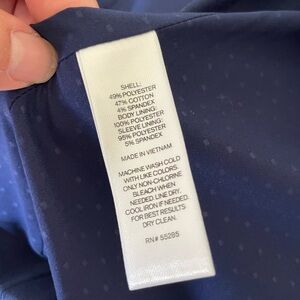 SHELL:
49% POLYESTER
47% COTTON
4% SPANDEX
BODY LINING:
100% POLYESTER
SLEEVE LINING:
95% POLYESTER
5% SPANDEX
MADE IN VIETNAM
MACHINE WASH COLD
WITH LIKE COLORS.
ONLY NON-CHLORINE
BLEACH WHEN
NEEDED. LINE DRY.
COOL IRON IF NEEDED.
FOR BEST RESULTS
DRY CLEAN.
RN# 55285